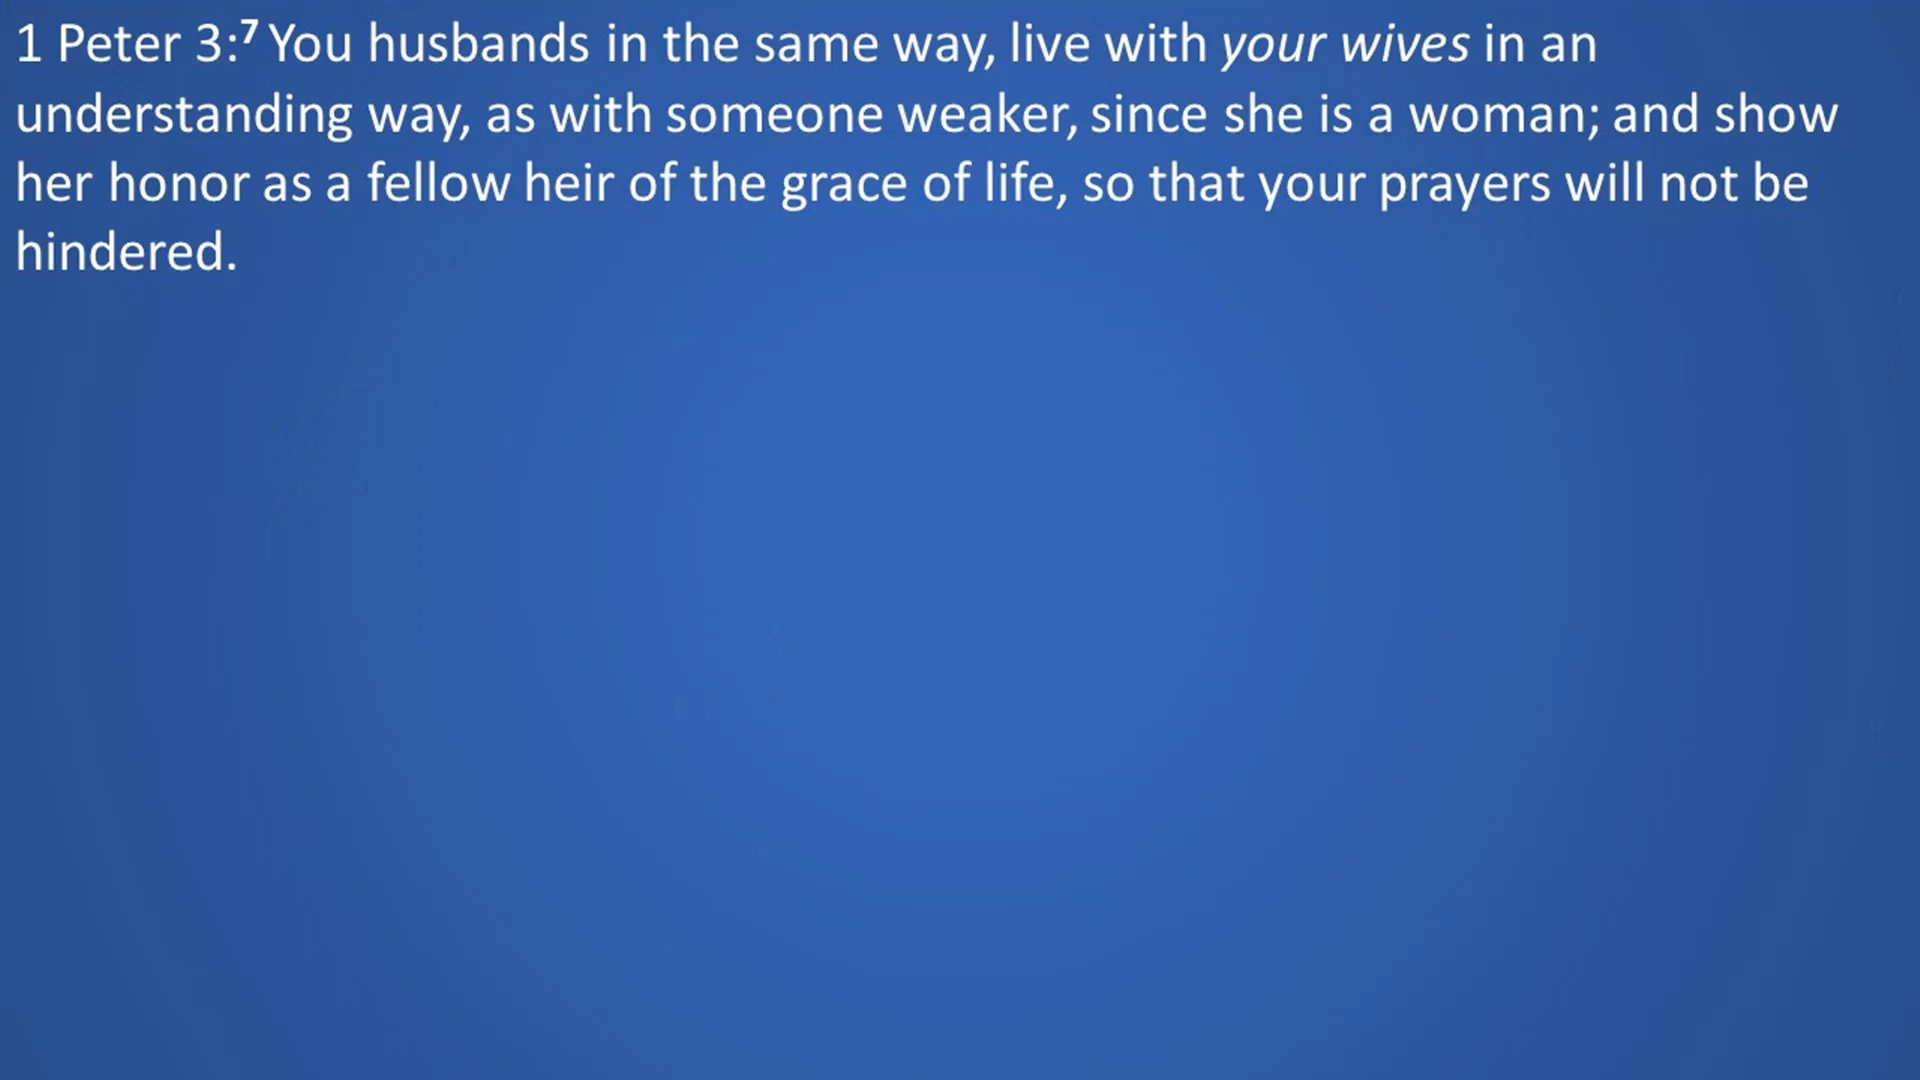 1 Peter 3:⁷ You husbands in the same way, live with your wives in an
understanding way, as with someone weaker, since she is a woman; and show
her honor as a fellow heir of the grace of life, so that your prayers will not be
hindered.